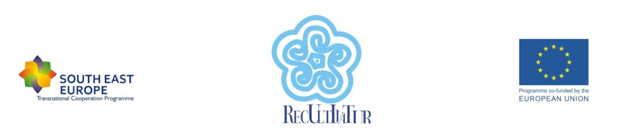 SOUTH EAST
EUROPE
Transnational Cooperation Programme
RECULTIVATUR
Programme co-funded by the
EUROPEAN UNION